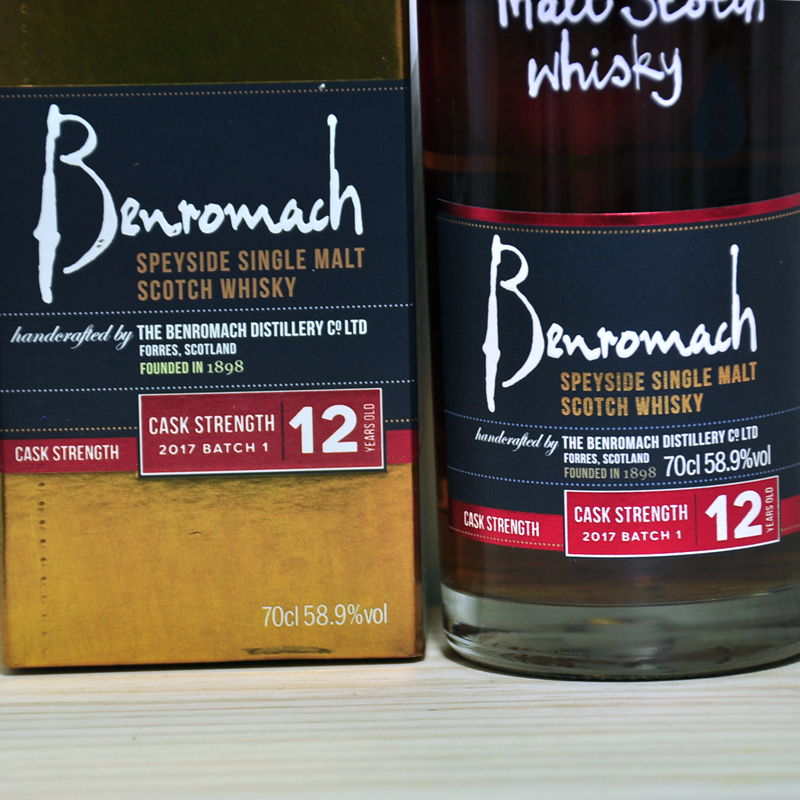 Benromach
SPEYSIDE SINGLE MALT
SCOTCH WHISKY
handcrafted by THE BENROMACH DISTILLERY Cº LTD
FORRES, SCOTLAND
FOUNDED IN 1898
CASK STRENGTH
CASK STRENGTH
2017 BATCH 1
12
YEARS OLD
70cl 58.9%vol
Malt Scotch
whisky
Benromach
SPEYSIDE SINGLE MALT
SCOTCH WHISKY
handcrafted by THE BENROMACH DISTILLERY Cº LTD
FORRES, SCOTLAND
FOUNDED IN 1898
70cl 58.9%vol
CASK STRENGTH
CASK STRENGTH
2017 BATCH 1
12
YEARS OLD